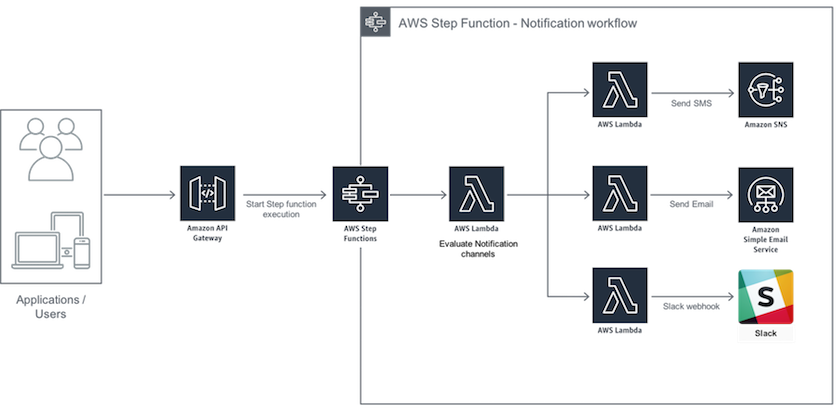 AWS Step Function - Notification workflow
AWS Lambda
Send SMS
Amazon SNS
Applications /
Users
Amazon API
Gateway
Start Step function
execution
AWS Step
Functions
AWS Lambda
Evaluate Notification
channels
AWS Lambda
Send Email
Amazon
Simple Email
Service
AWS Lambda
Slack webhook
S
Slack